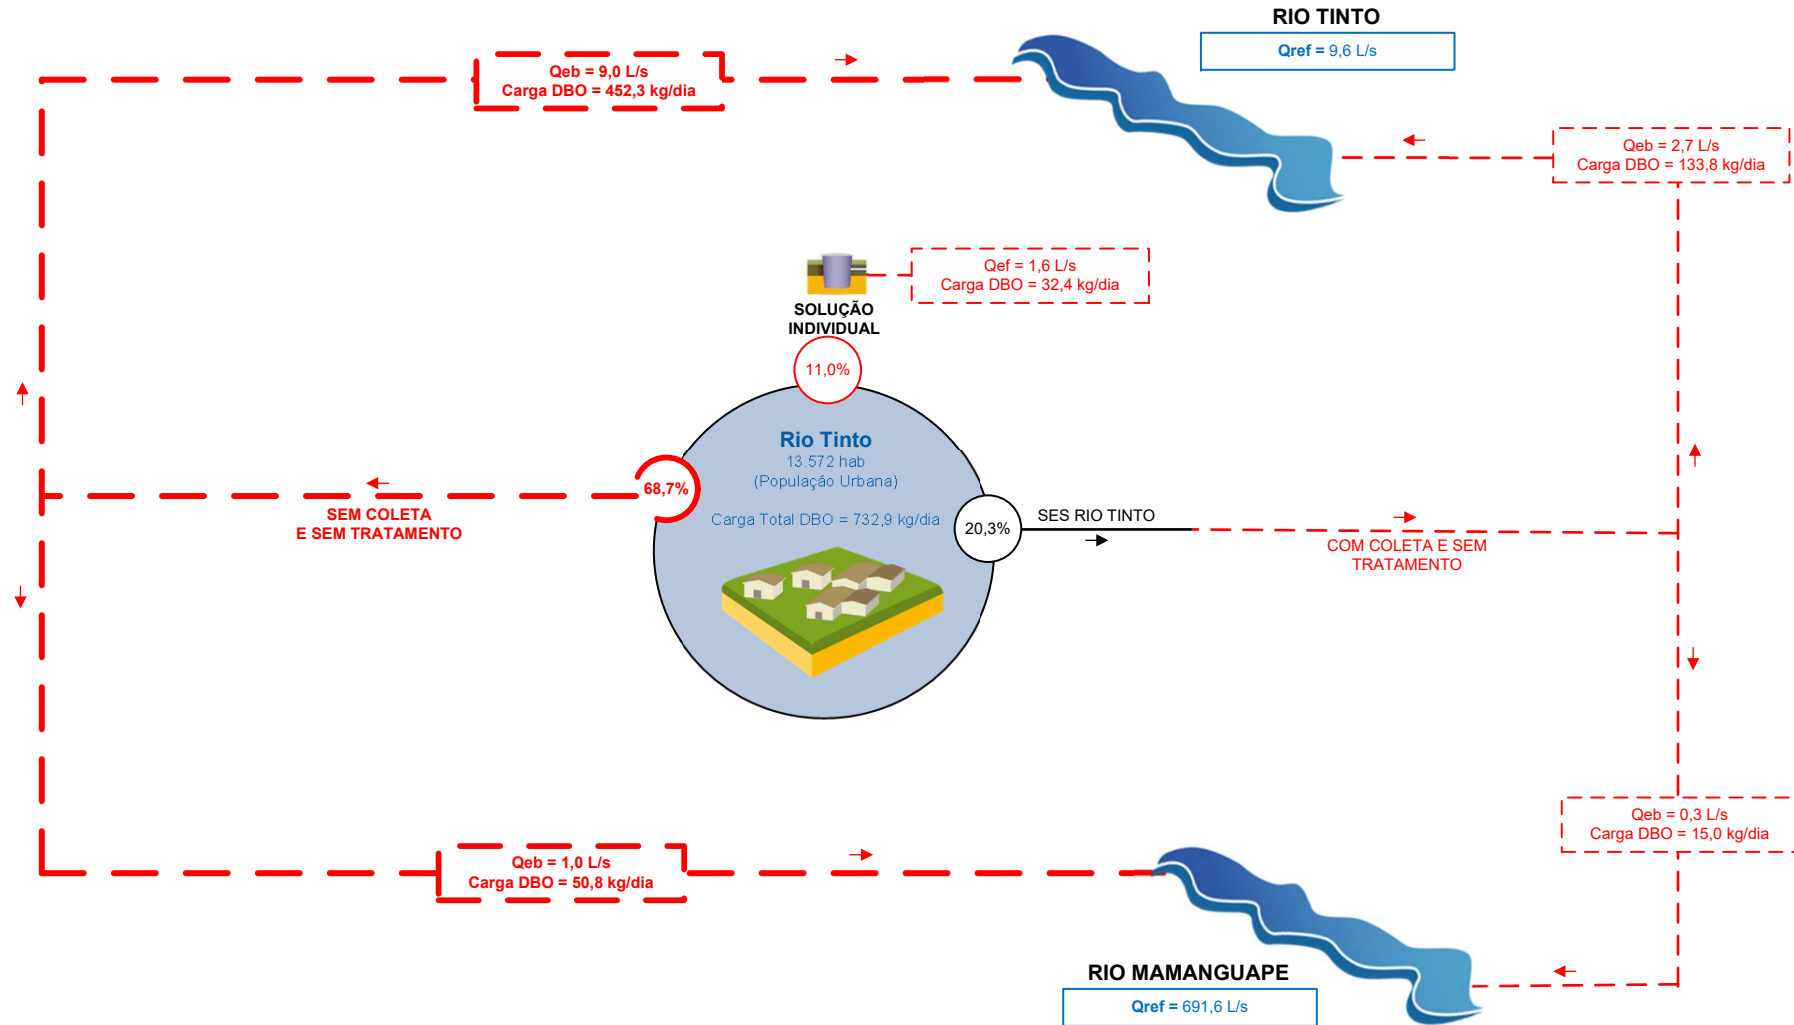 RIO TINTO
Qref = 9,6 L/s
Qeb = 9,0 L/s
Carga DBO = 452,3 kg/dia
Qeb = 2,7 L/s
Carga DBO = 133,8 kg/dia
Qef = 1,6 L/s
Carga DBO = 32,4 kg/dia
SOLUÇÃO
INDIVIDUAL
11,0%
Rio Tinto
13.572 hab
(População Urbana)
Carga Total DBO = 732,9 kg/dia
68,7%
SEM COLETA
E SEM TRATAMENTO
20,3%
SES RIO TINTO
COM COLETA E SEM
TRATAMENTO
Qeb = 0,3 L/s
Carga DBO = 15,0 kg/dia
Qeb = 1,0 L/s
Carga DBO = 50,8 kg/dia
RIO MAMANGUAPE
Qref = 691,6 L/s